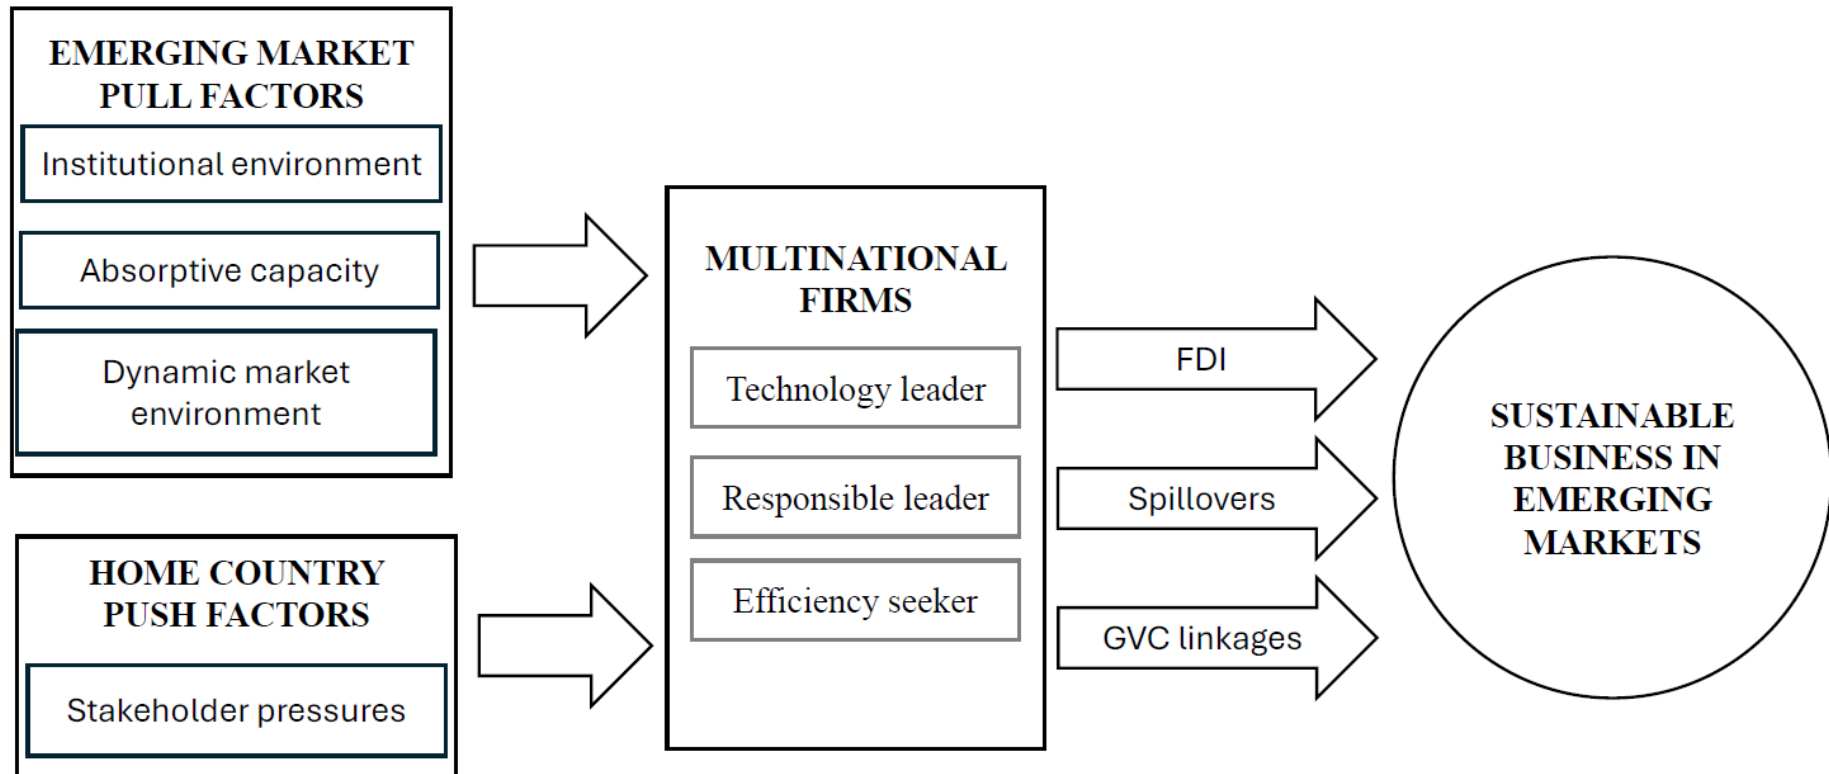 EMERGING MARKET
PULL FACTORS
Institutional environment
Absorptive capacity
Dynamic market
environment
HOME COUNTRY
PUSH FACTORS
Stakeholder pressures
MULTINATIONAL
FIRMS
Technology leader
Responsible leader
Efficiency seeker
FDI
Spillovers
GVC linkages
SUSTAINABLE
BUSINESS IN
EMERGING
MARKETS